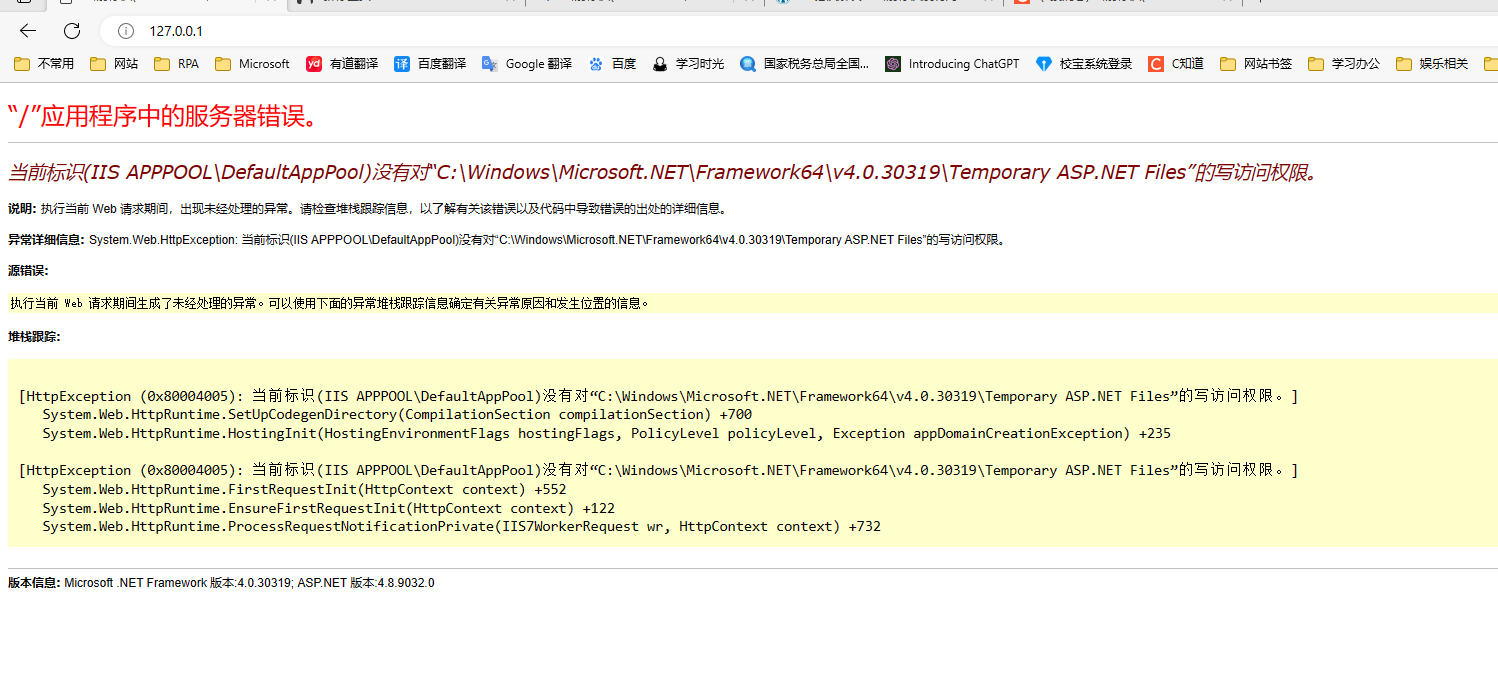 127.0.0.1
不常用 网站 RPA Microsoft 有道翻译 百度翻译 Google 翻译 百度 学习时光 国家税务总局全国... Introducing ChatGPT 校宝系统登录 C知道 网站书签 学习办公 娱乐相关
“/”应用程序中的服务器错误。
当前标识(IIS APPPOOL\DefaultAppPool)没有对“C:\Windows\Microsoft.NET\Framework64\v4.0.30319\Temporary ASP.NET Files”的写访问权限。
说明: 执行当前 Web 请求期间，出现未经处理的异常。请检查堆栈跟踪信息，以了解有关该错误以及代码中导致错误的出处的详细信息。
异常详细信息: System.Web.HttpException: 当前标识(IIS APPPOOL\DefaultAppPool)没有对“C:\Windows\Microsoft.NET\Framework64\v4.0.30319\Temporary ASP.NET Files”的写访问权限。
源错误:
执行当前 Web 请求期间生成了未经处理的异常。可以使用下面的异常堆栈跟踪信息确定有关异常原因和发生位置的信息。
堆栈跟踪:
[HttpException (0x80004005): 当前标识(IIS APPPOOL\DefaultAppPool)没有对“C:\Windows\Microsoft.NET\Framework64\v4.0.30319\Temporary ASP.NET Files”的写访问权限。]
System.Web.HttpRuntime.SetUpCodegenDirectory(CompilationSection compilationSection) +700
System.Web.HttpRuntime.HostingInit(HostingEnvironmentFlags hostingFlags, PolicyLevel policyLevel, Exception appDomainCreationException) +235
[HttpException (0x80004005): 当前标识(IIS APPPOOL\DefaultAppPool)没有对“C:\Windows\Microsoft.NET\Framework64\v4.0.30319\Temporary ASP.NET Files”的写访问权限。]
System.Web.HttpRuntime.FirstRequestInit(HttpContext context) +552
System.Web.HttpRuntime.EnsureFirstRequestInit(HttpContext context) +122
System.Web.HttpRuntime.ProcessRequestNotificationPrivate(IIS7WorkerRequest wr, HttpContext context) +732
版本信息: Microsoft .NET Framework 版本:4.0.30319; ASP.NET 版本:4.8.9032.0